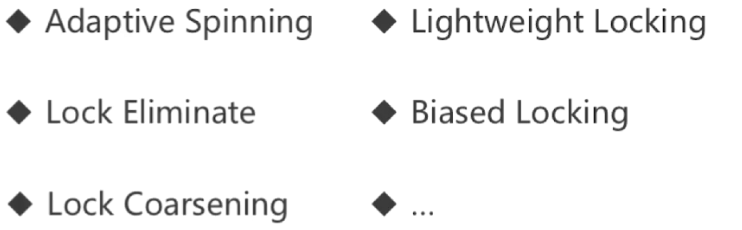 ◆ Adaptive Spinning
◆ Lightweight Locking
◆ Lock Eliminate
◆ Biased Locking
◆ Lock Coarsening
◆ ...